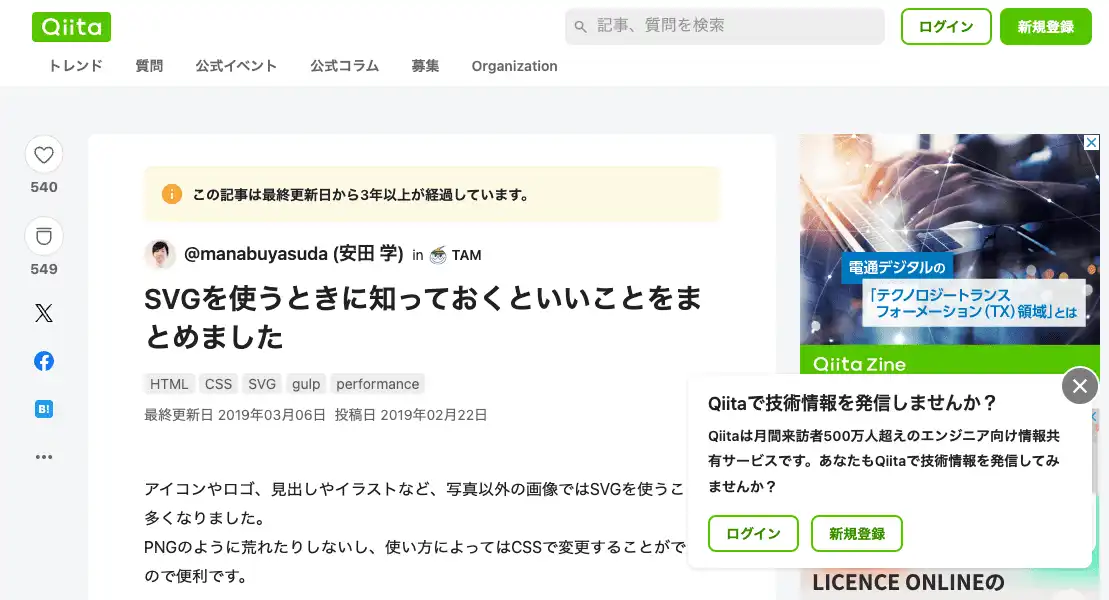 Qiita
記事、質問を検索
ログイン
新規登録
トレンド
質問
公式イベント
公式コラム
募集
Organization
540
549
B!
この記事は最終更新日から3年以上が経過しています。
@manabuyasuda (安田 学) in TAM
SVGを使うときに知っておくといいことをま
とめました
HTML CSS SVG gulp performance
最終更新日 2019年03月06日 投稿日 2019年02月22日
アイコンやロゴ、見出しやイラストなど、写真以外の画像ではSVGを使うこ
多くなりました。
PNGのように荒れたりしないし、使い方によってはCSSで変更することがで
ので便利です。
電通デジタルの
「テクノロジートランス
フォーメーション（TX）領域」とは
Qiita Zine
Qiitaで技術情報を発信しませんか？
Qiitaは月間来訪者500万人超えのエンジニア向け情報共
有サービスです。あなたもQiitaで技術情報を発信してみ
ませんか？
ログイン
新規登録
LICENCE ONLINEの